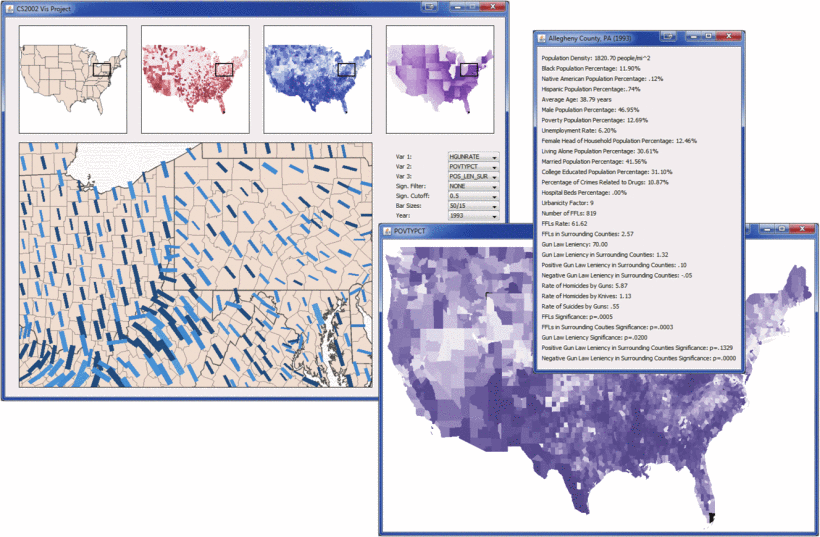 CS2002 Vis Project
Var 1: HGUNRATE
Var 2: POVTYPCT
Var 3: POS_LEN_SUR
Sign. Filter: NONE
Sign. Cutoff: 0.5
Bar Sizes: 50/15
Year: 1993
Allegheny County, PA (1993)
Population Density: 1820.70 people/mi^2
Black Population Percentage: 11.90%
Native American Population Percentage: .12%
Hispanic Population Percentage:.74%
Average Age: 38.79 years
Male Population Percentage: 46.95%
Poverty Population Percentage: 12.69%
Unemployment Rate: 6.20%
Female Head of Household Population Percentage: 12.46%
Living Alone Population Percentage: 30.61%
Married Population Percentage: 41.56%
College Educated Population Percentage: 31.10%
Percentage of Crimes Related to Drugs: 10.87%
Hospital Beds Percentage: .00%
Urbanicity Factor: 9
Number of FFLs: 819
FFLs Rate: 61.62
FFLs in Surrounding Counties: 2.57
Gun Law Leniency: 70.00
Gun Law Leniency in Surrounding Counties: 1.32
Positive Gun Law Leniency in Surrounding Counties: .10
Negative Gun Law Leniency in Surrounding Counties: -.05
Rate of Homicides by Guns: 5.87
Rate of Homicides by Knives: 1.13
Rate of Suicides by Guns: .55
FFLs Significance: p=.0005
FFLs in Surrounding Couties Significance: p=.0003
Gun Law Leniency Significance: p=.0200
Positive Gun Law Leniency in Surrounding Counties Significance: p=.1329
Negative Gun Law Leniency in Surrounding Counties Significance: p=.0000
POVTYPCT